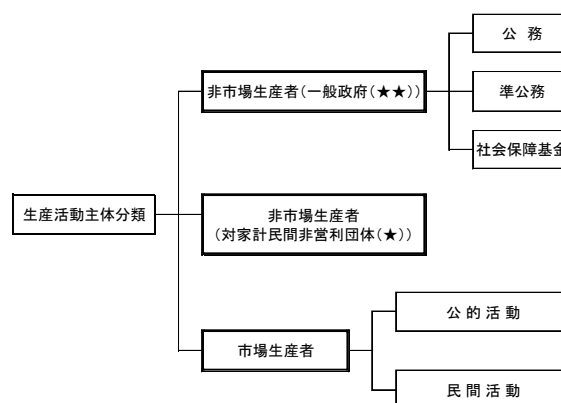 公 務
非市場生産者(一般政府(★★))
準公務
社会保障基金
生産活動主体分類
非市場生産者
(対家計民間非営利団体(★))
公 的 活 動
市場生産者
民 間 活 動